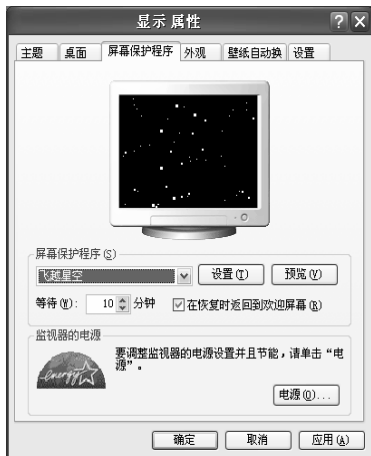 显示 属性
主题 桌面 屏幕保护程序 外观 壁纸自动换 设置
屏幕保护程序(S)
飞越星空 设置(T) 预览(V)
等待(W): 10 分钟 在恢复时返回到欢迎屏幕(R)
监视器的电源
要调整监视器的电源设置并且节能，请单击“电
源”。
energy
电源(O)...
确定 取消 应用(A)